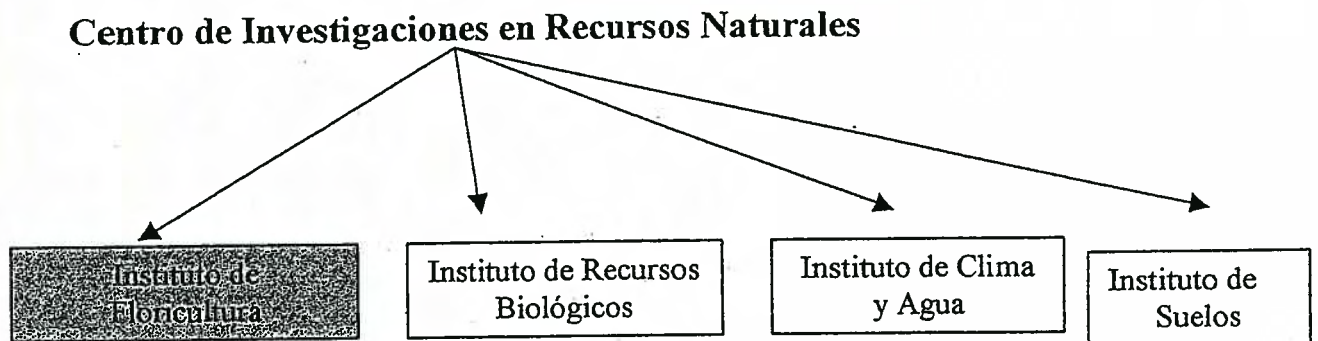 Centro de Investigaciones en Recursos Naturales
Instituto de
Floricultura
Instituto de Recursos
Biológicos
Instituto de Clima
y Agua
Instituto de
Suelos